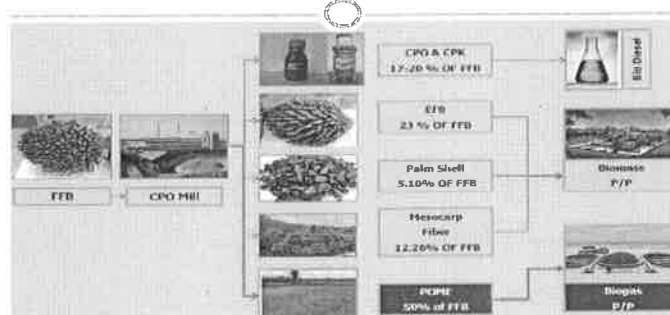 CPO & CPK
17-20 % OF FFB
Bio Diesel
EFB
23 % OF FFB
Palm Shell
5.10% OF FFB
Biomass
P/P
FFB
CPO Mill
Mesocarp
Fiber
12.26% OF FFB
POME
50% of FFB
Biogas
P/P